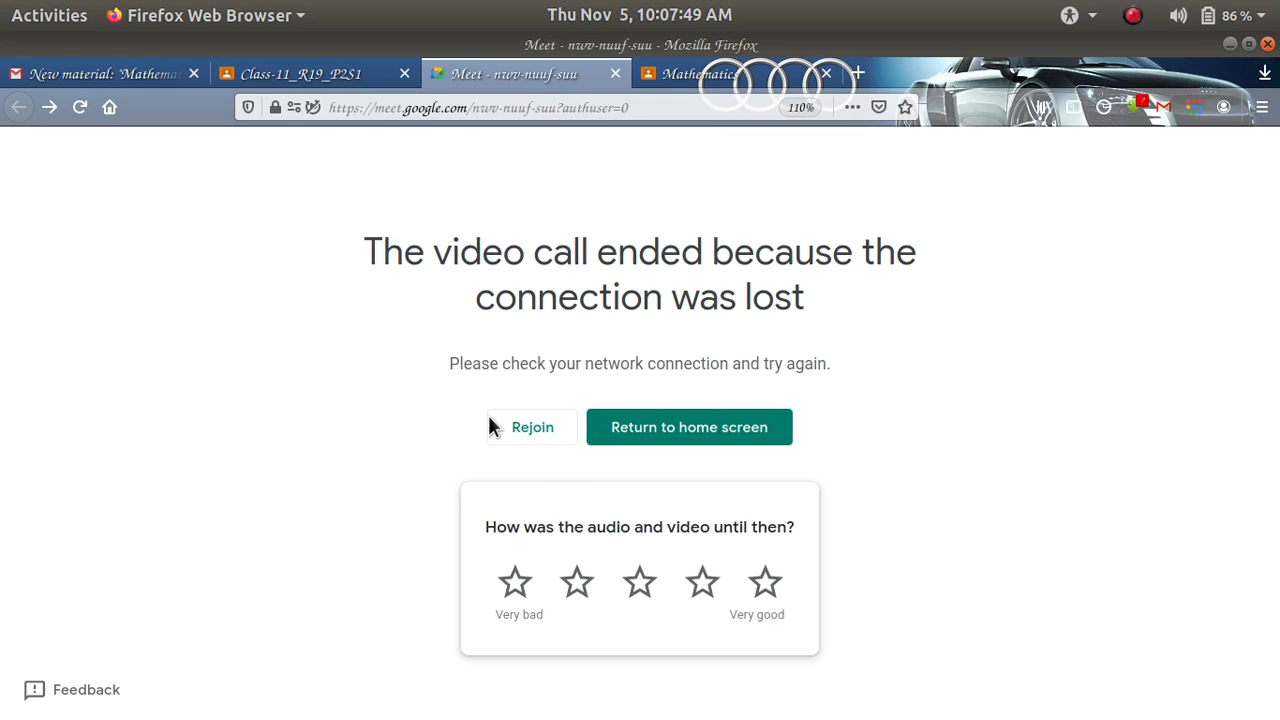 Activities Firefox Web Browser Thu Nov 5, 10:07:49 AM 86 %
Meet - nwv-nuuf-suu - Mozilla Firefox
New material: 'Mathema Class-11_R19_P2S1 Meet - nwv-nuuf-suu Mathematics
https://meet.google.com/nwv-nuuf-suu?authuser=0 110%
The video call ended because the
connection was lost
Please check your network connection and try again.
Rejoin Return to home screen
How was the audio and video until then?
Very bad Very good
Feedback